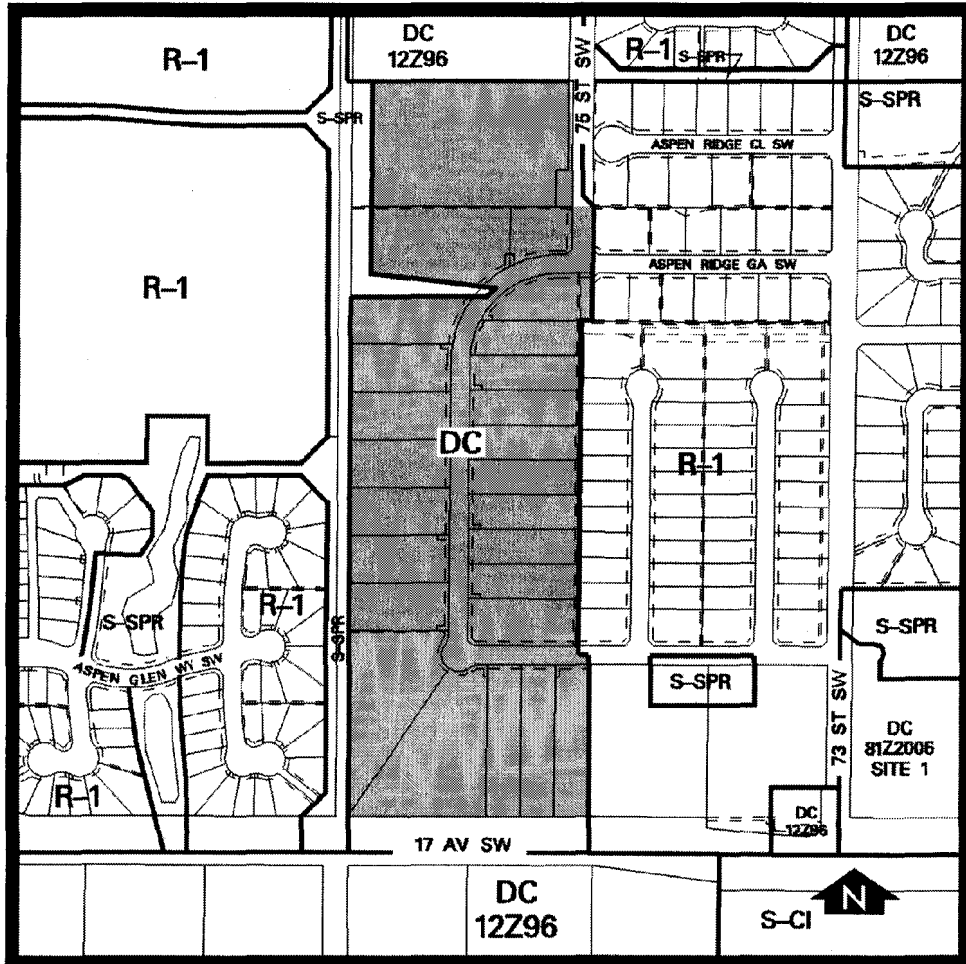 R-1
DC
12Z96
75 ST SW
R-1
S-SPR
DC
12Z96
S-SPR
S-SPR
ASPEN RIDGE CL SW
R-1
ASPEN RIDGE GA SW
DC
R-1
R-1
S-SPR
S-SPR
ASPEN GLEN WY SW
S-SPR
S-SPR
73 ST SW
DC
81Z2006
SITE 1
R-1
DC
12Z96
17 AV SW
DC
12Z96
S-CI
N